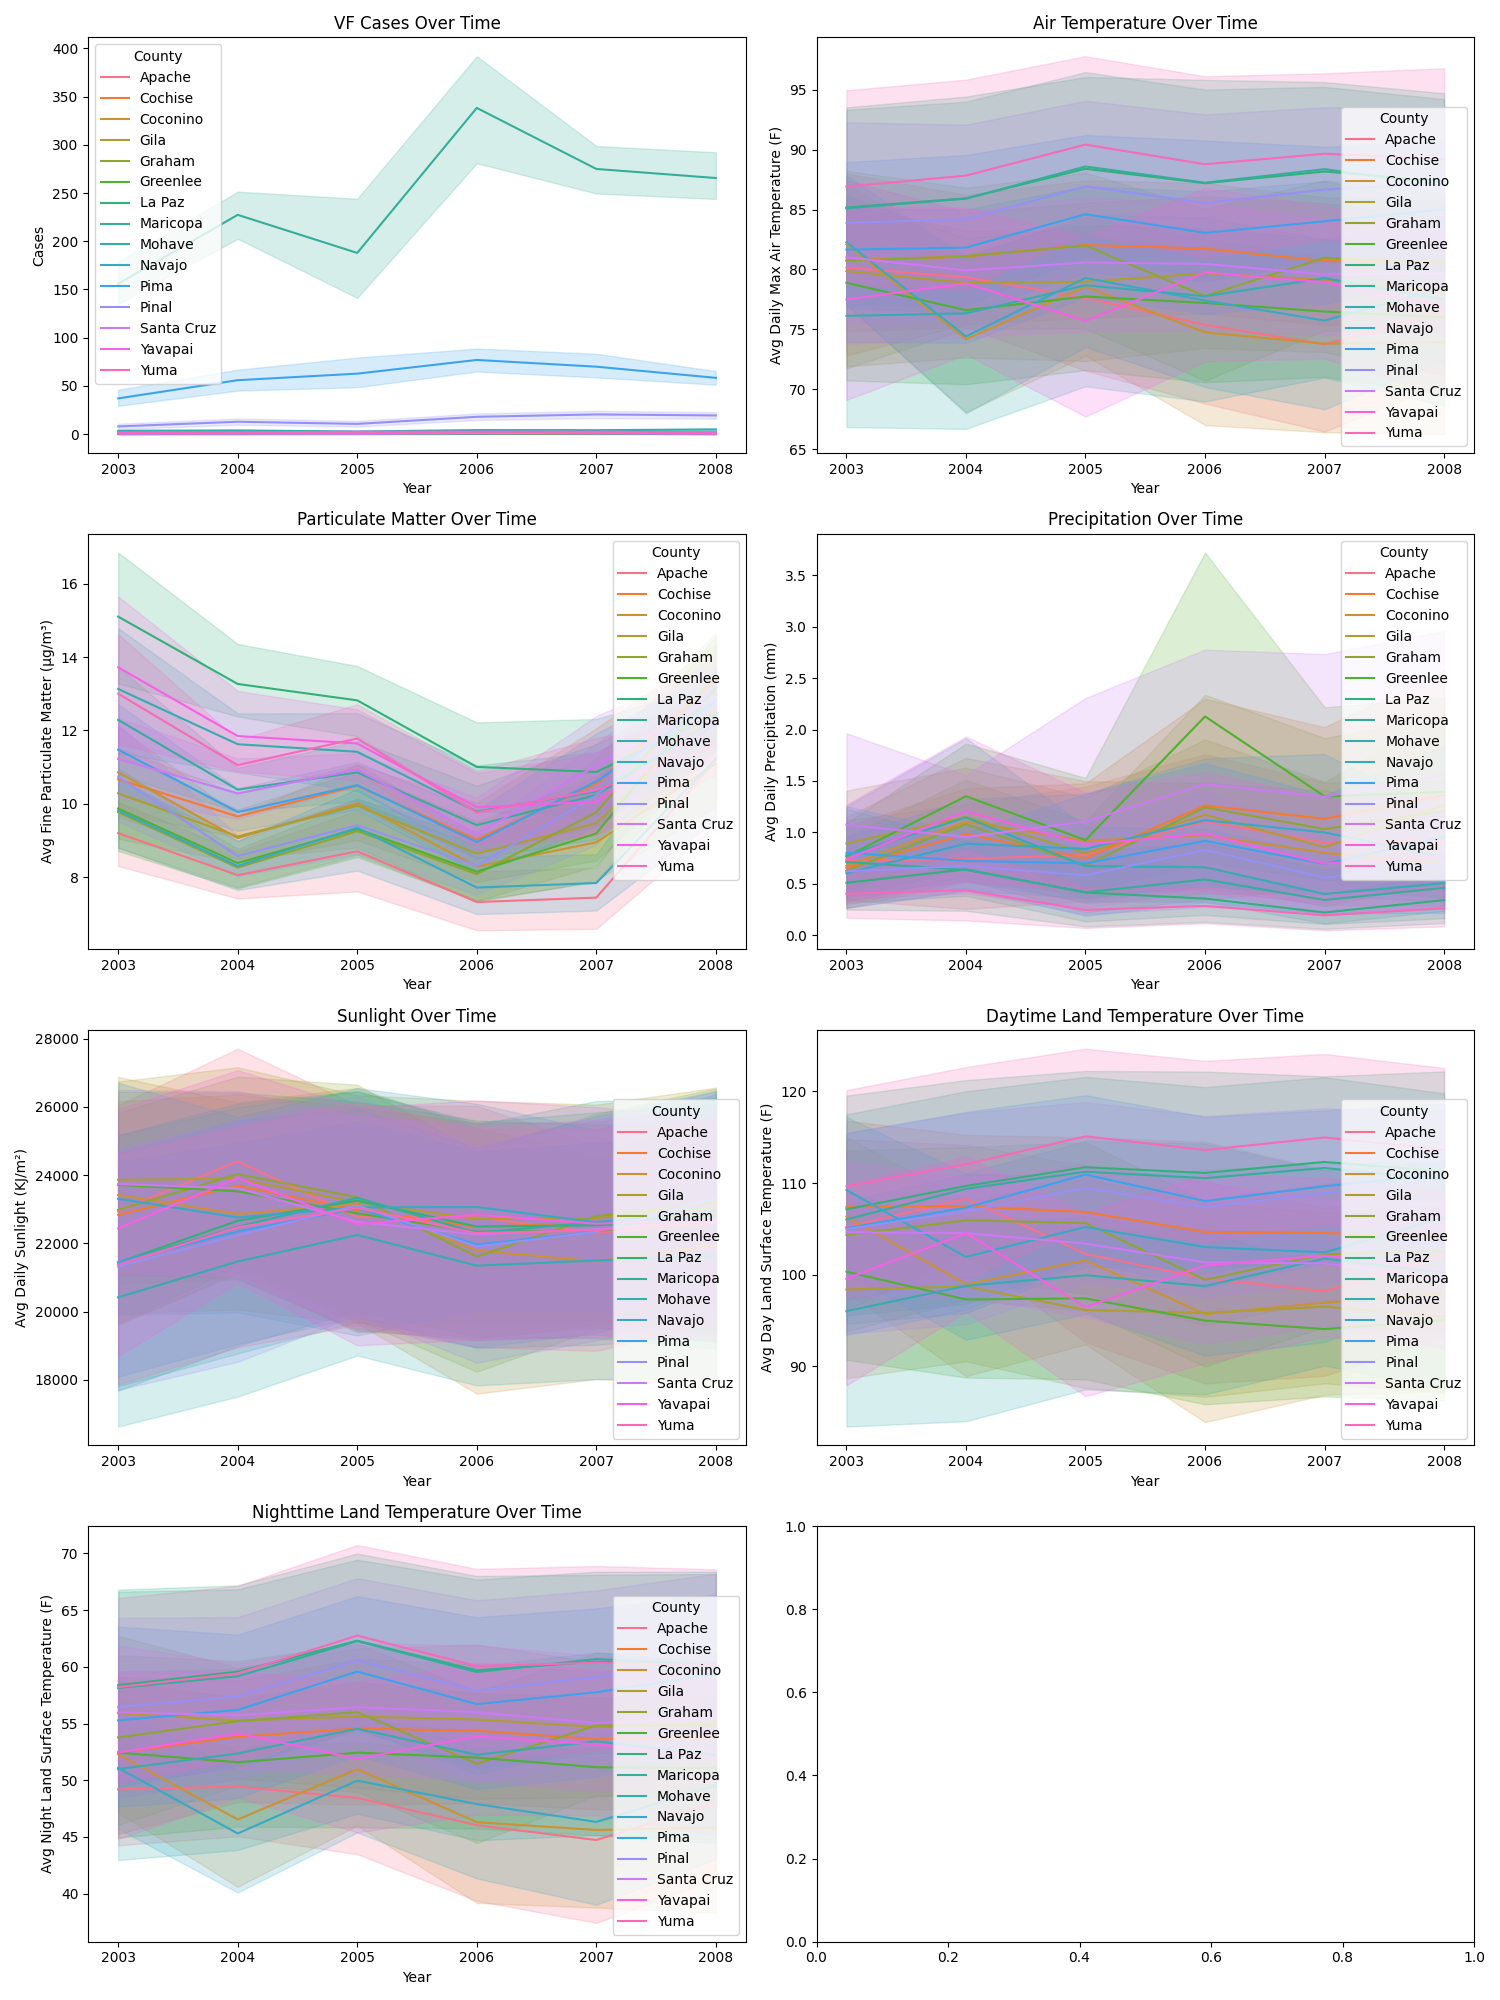 VF Cases Over Time
Cases
400
350
300
250
200
150
100
50
0
County
Apache
Cochise
Coconino
Gila
Graham
Greenlee
La Paz
Maricopa
Mohave
Navajo
Pima
Pinal
Santa Cruz
Yavapai
Yuma
2003 2004 2005 2006 2007 2008
Year
Air Temperature Over Time
Avg Daily Max Air Temperature (F)
95
90
85
80
75
70
65
County
Apache
Cochise
Coconino
Gila
Graham
Greenlee
La Paz
Maricopa
Mohave
Navajo
Pima
Pinal
Santa Cruz
Yavapai
Yuma
2003 2004 2005 2006 2007 2008
Year
Particulate Matter Over Time
Avg Fine Particulate Matter (µg/m³)
16
14
12
10
8
County
Apache
Cochise
Coconino
Gila
Graham
Greenlee
La Paz
Maricopa
Mohave
Navajo
Pima
Pinal
Santa Cruz
Yavapai
Yuma
2003 2004 2005 2006 2007 2008
Year
Precipitation Over Time
Avg Daily Precipitation (mm)
3.5
3.0
2.5
2.0
1.5
1.0
0.5
0.0
County
Apache
Cochise
Coconino
Gila
Graham
Greenlee
La Paz
Maricopa
Mohave
Navajo
Pima
Pinal
Santa Cruz
Yavapai
Yuma
2003 2004 2005 2006 2007 2008
Year
Sunlight Over Time
Avg Daily Sunlight (KJ/m²)
28000
26000
24000
22000
20000
18000
County
Apache
Cochise
Coconino
Gila
Graham
Greenlee
La Paz
Maricopa
Mohave
Navajo
Pima
Pinal
Santa Cruz
Yavapai
Yuma
2003 2004 2005 2006 2007 2008
Year
Daytime Land Temperature Over Time
Avg Day Land Surface Temperature (F)
120
110
100
90
County
Apache
Cochise
Coconino
Gila
Graham
Greenlee
La Paz
Maricopa
Mohave
Navajo
Pima
Pinal
Santa Cruz
Yavapai
Yuma
2003 2004 2005 2006 2007 2008
Year
Nighttime Land Temperature Over Time
Avg Night Land Surface Temperature (F)
70
65
60
55
50
45
40
County
Apache
Cochise
Coconino
Gila
Graham
Greenlee
La Paz
Maricopa
Mohave
Navajo
Pima
Pinal
Santa Cruz
Yavapai
Yuma
2003 2004 2005 2006 2007 2008
Year
1.0
0.8
0.6
0.4
0.2
0.0
0.0 0.2 0.4 0.6 0.8 1.0